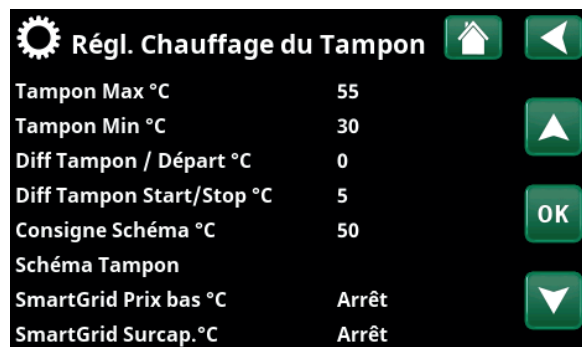 Régl. Chauffage du Tampon
Tampon Max °C 55
Tampon Min °C 30
Diff Tampon / Départ °C 0
Diff Tampon Start/Stop °C 5
OK
Consigne Schéma °C 50
Schéma Tampon
SmartGrid Prix bas °C Arrêt
SmartGrid Surcap.°C Arrêt